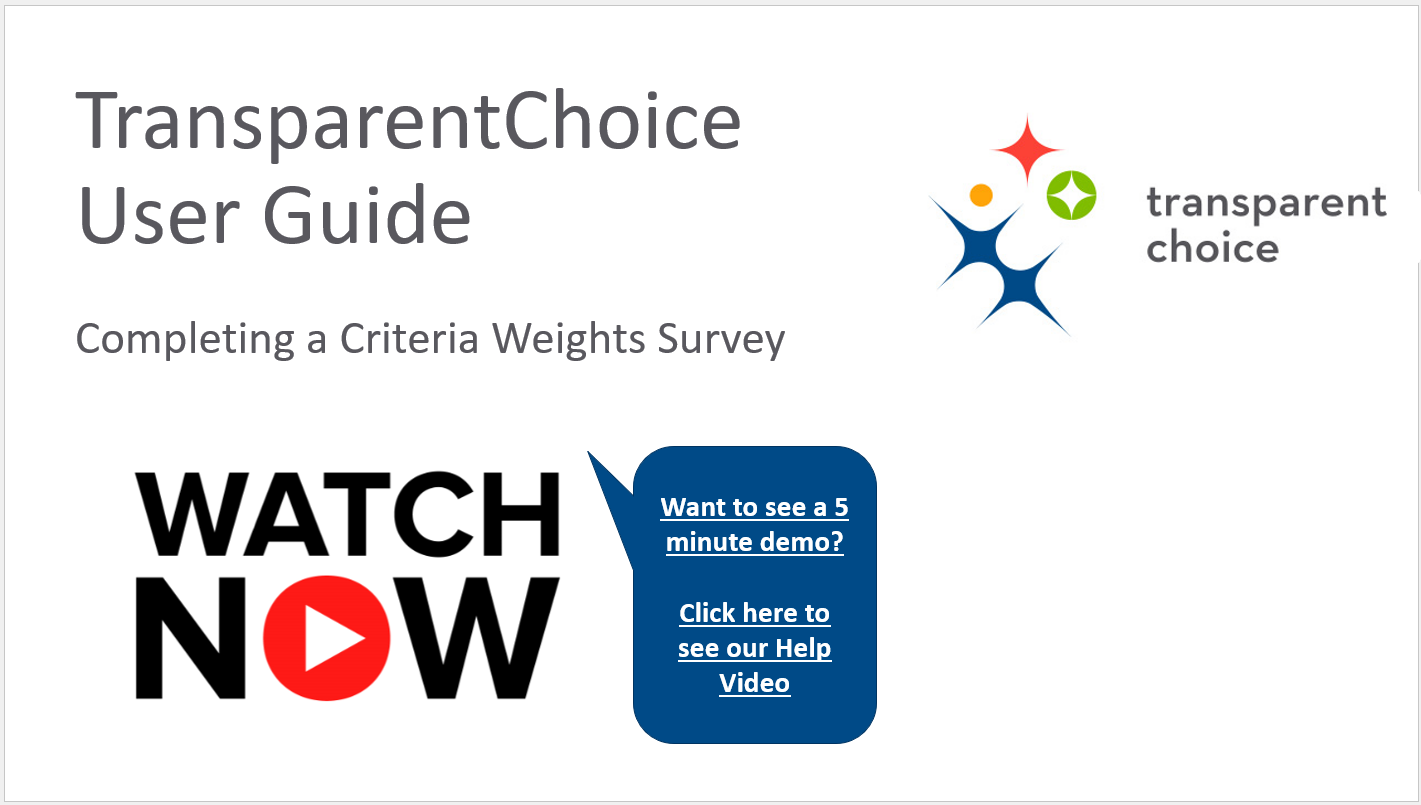 TransparentChoice
User Guide
transparent
choice
Completing a Criteria Weights Survey
WATCH
NOW
Want to see a 5
minute demo?
Click here to
see our Help
Video